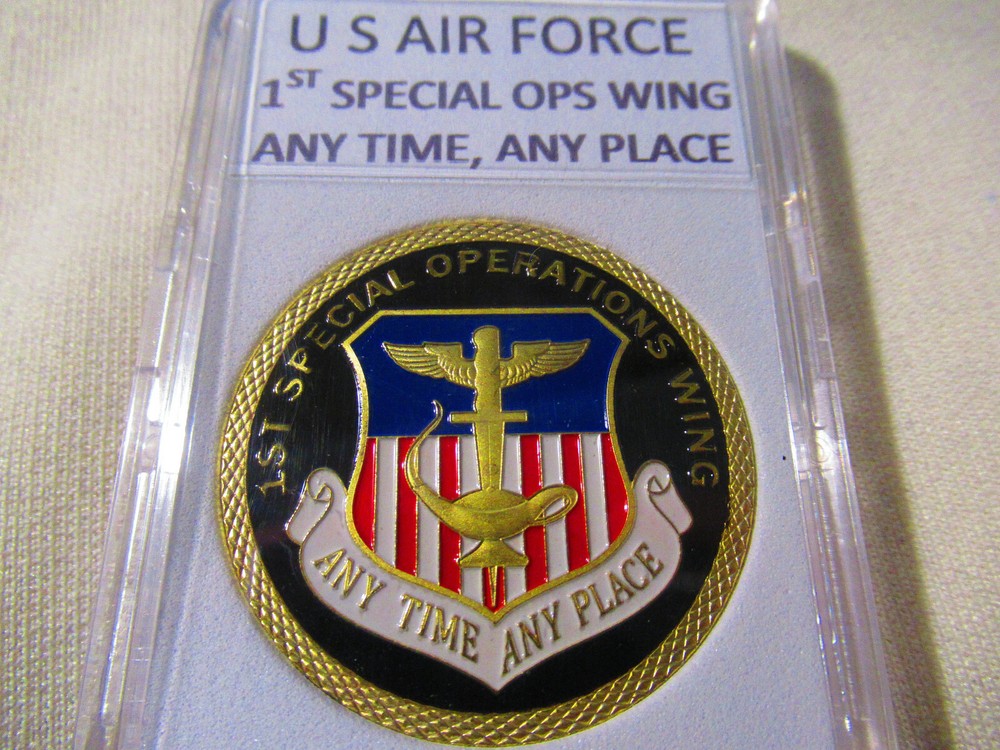 U S AIR FORCE
1ST SPECIAL OPS WING
ANY TIME, ANY PLACE
1ST SPECIAL OPERATIONS WING
ANY TIME ANY PLACE